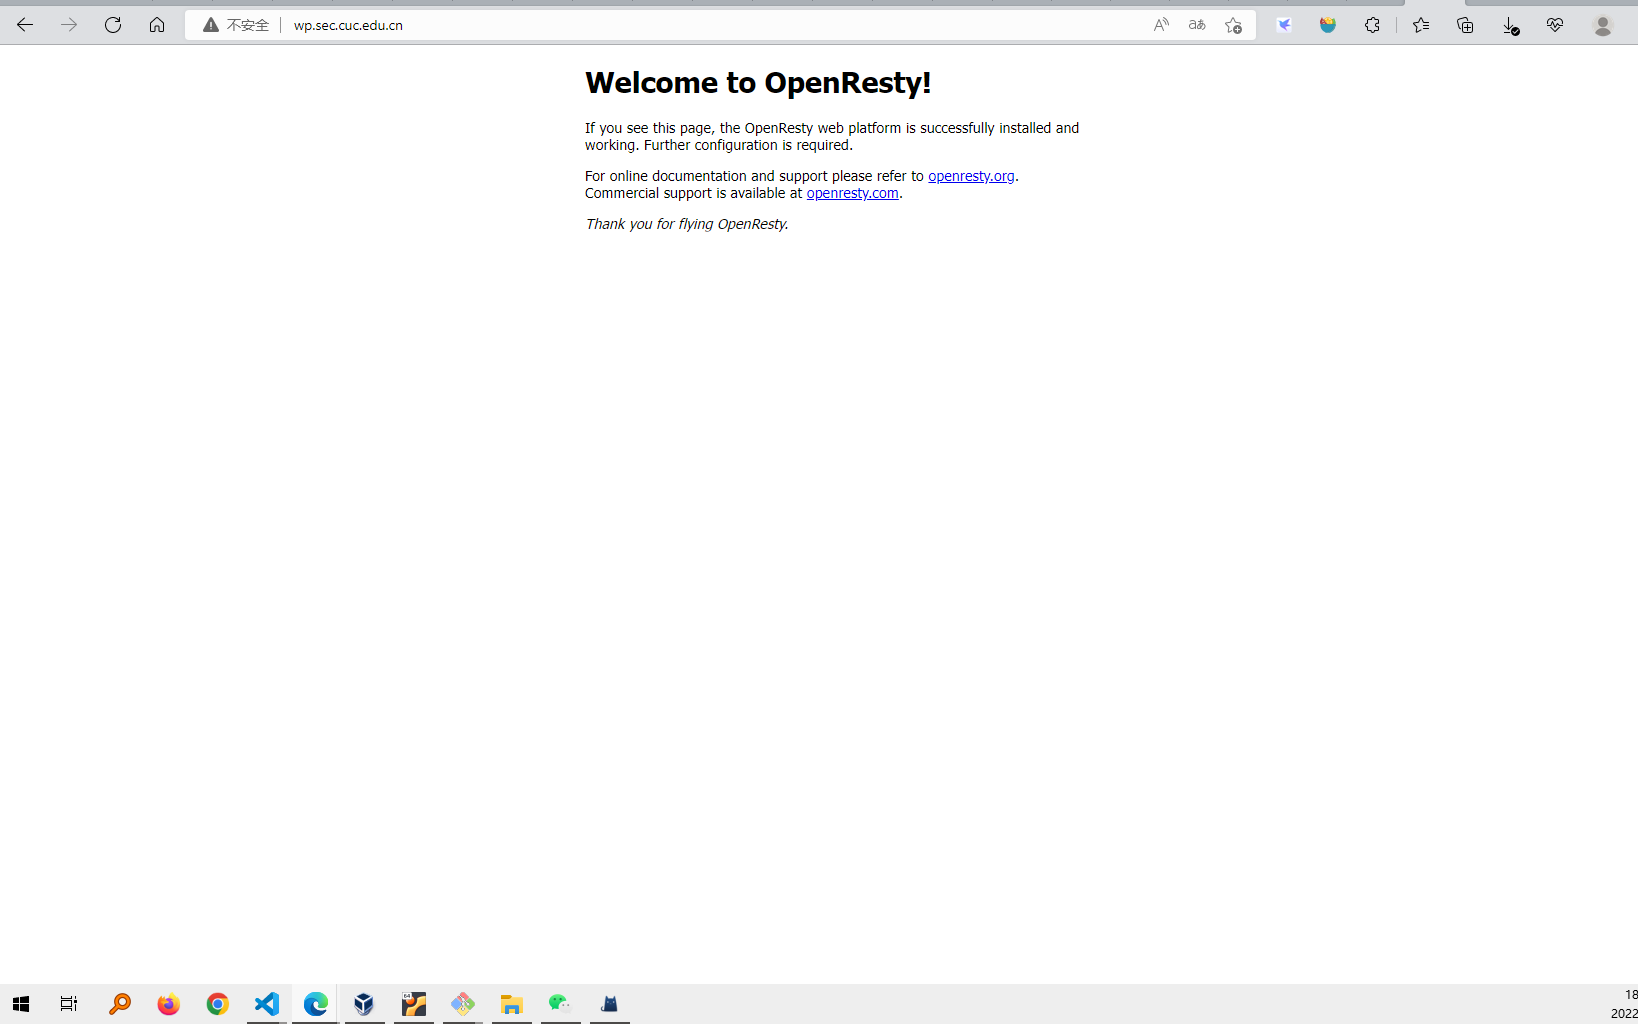 不安全 wp.sec.cuc.edu.cn
Welcome to OpenResty!
If you see this page, the OpenResty web platform is successfully installed and
working. Further configuration is required.
For online documentation and support please refer to openresty.org.
Commercial support is available at openresty.com.
Thank you for flying OpenResty.
18
2022